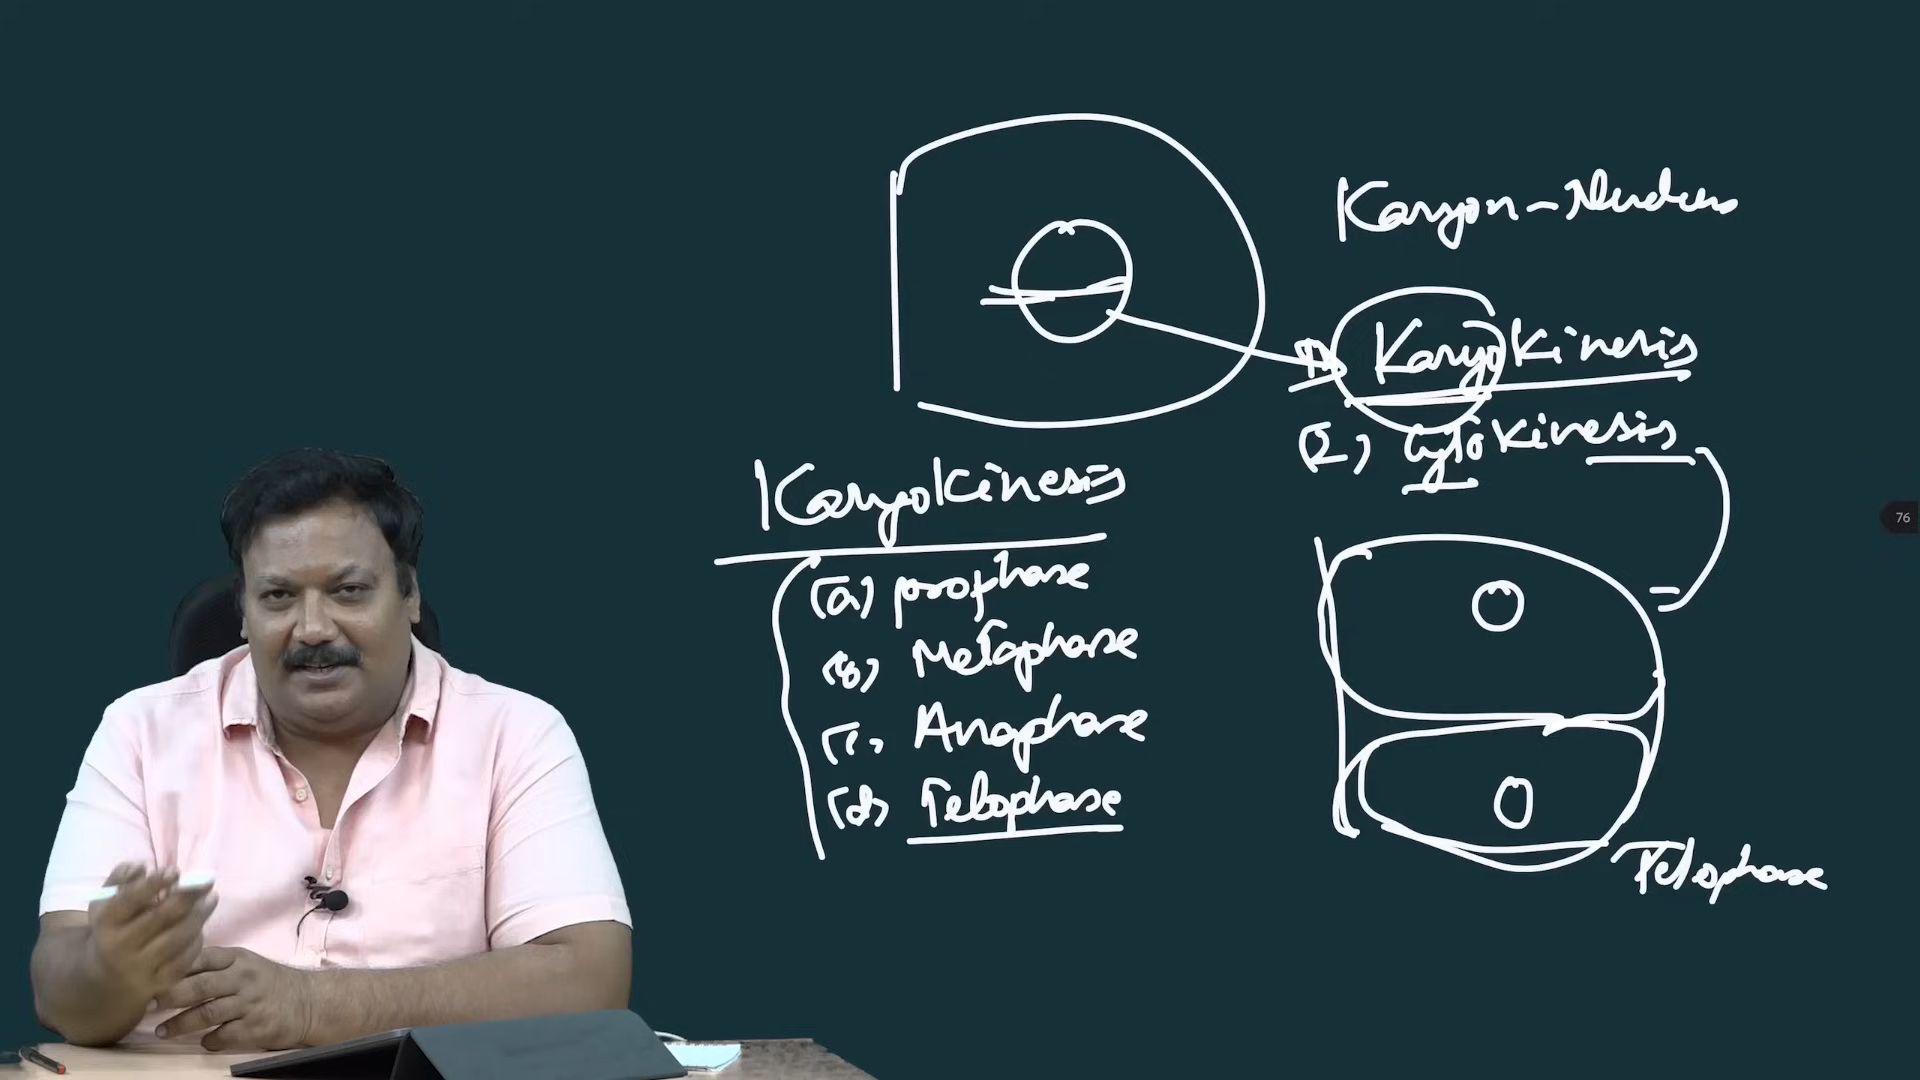 Karyon - Nucleus
(1) Karyokinesis
(2) Cytokinesis
Karyokinesis
(a) prophase
(b) Metaphase
(c) Anaphase
(d) Telophase
Telophase
76